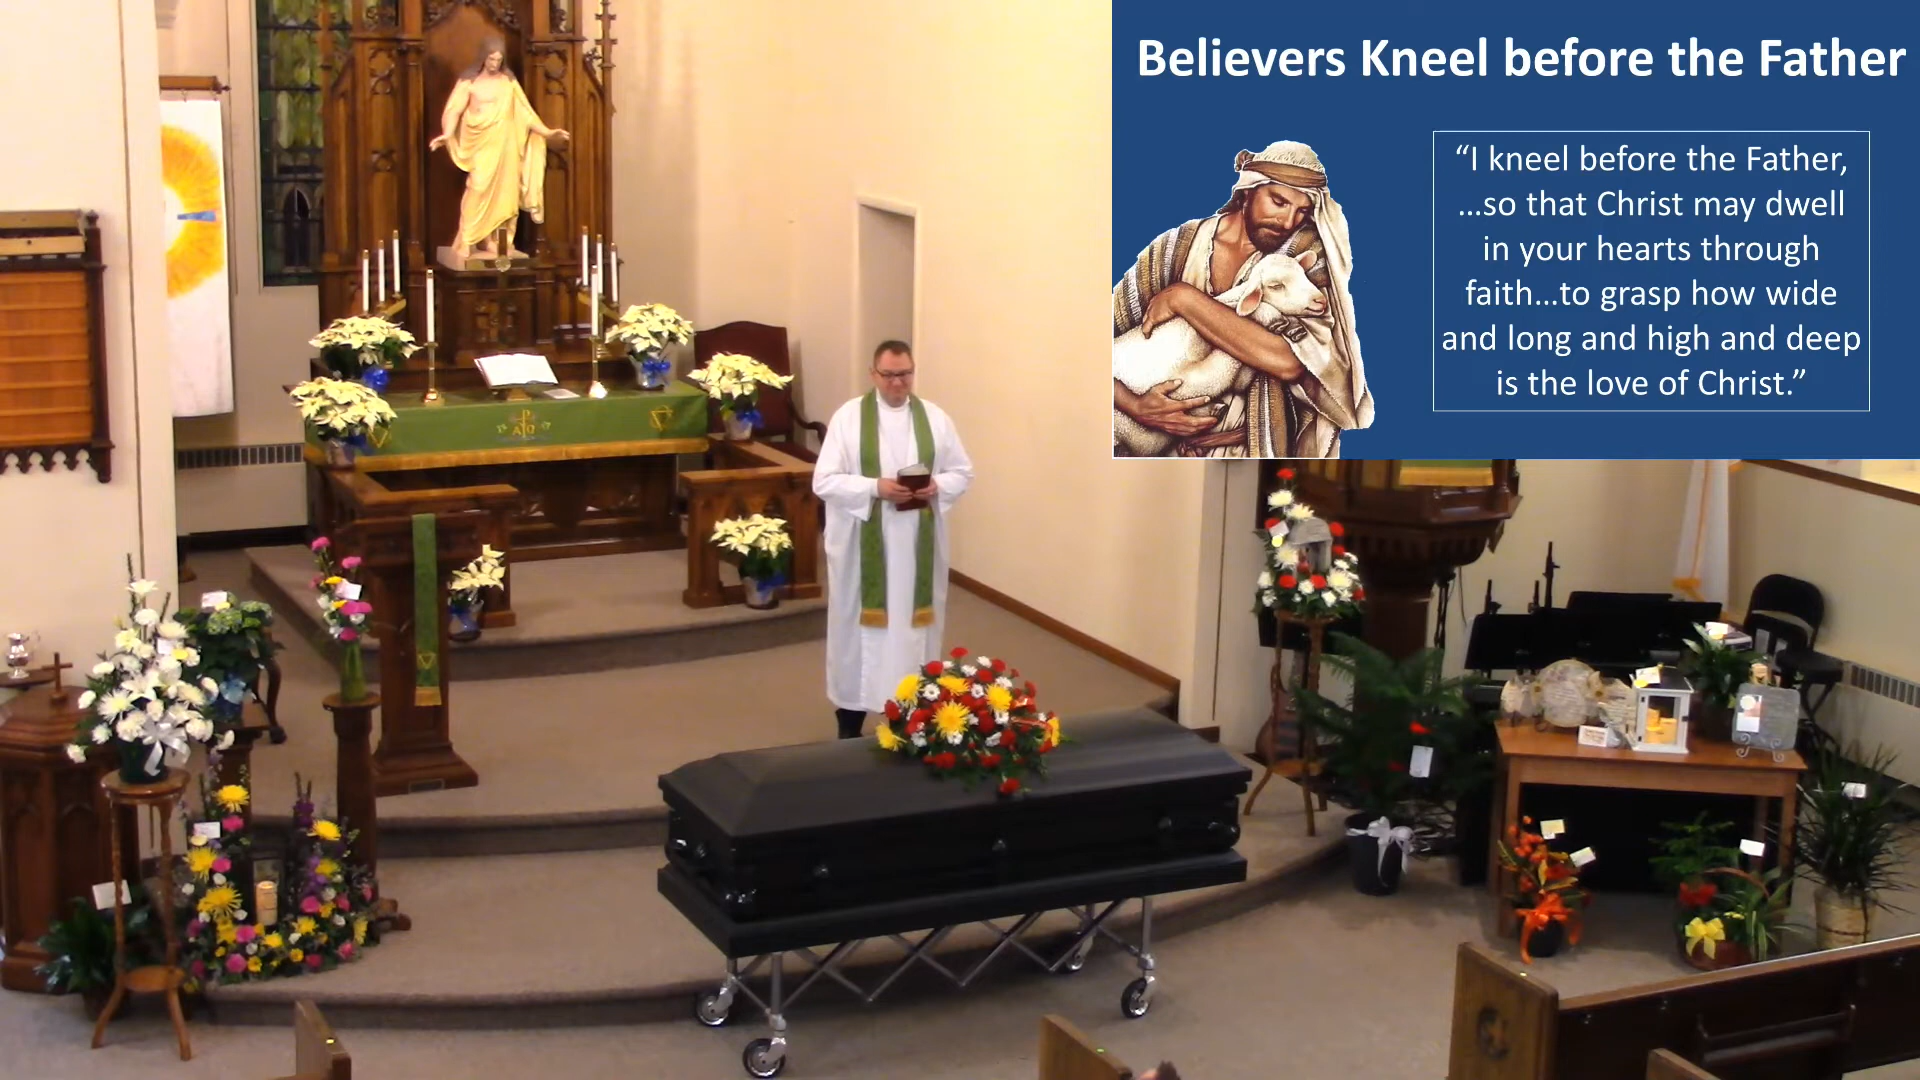 Believers Kneel before the Father
“I kneel before the Father,
...so that Christ may dwell
in your hearts through
faith...to grasp how wide
and long and high and deep
is the love of Christ.”